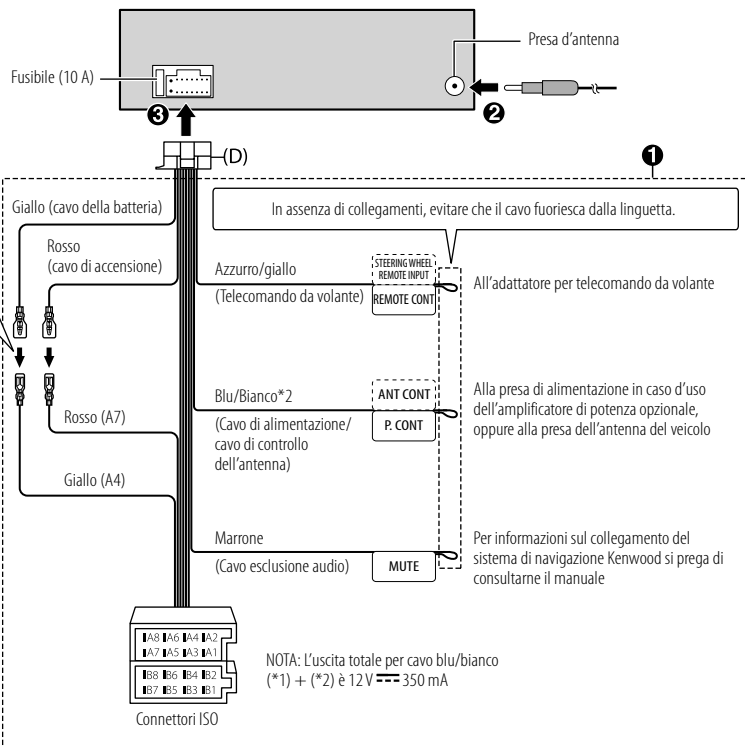 Presa d'antenna
Fusibile (10 A)
3
2
(D)
1
Giallo (cavo della batteria)
In assenza di collegamenti, evitare che il cavo fuoriesca dalla linguetta.
Rosso
(cavo di accensione)
Azzurro/giallo
(Telecomando da volante)
STEERING WHEEL
REMOTE INPUT
REMOTE CONT
All'adattatore per telecomando da volante
Blu/Bianco*2
(Cavo di alimentazione/
cavo di controllo
dell'antenna)
ANT CONT
P. CONT
Alla presa di alimentazione in caso d'uso
dell'amplificatore di potenza opzionale,
oppure alla presa dell'antenna del veicolo
Rosso (A7)
Giallo (A4)
Marrone
(Cavo esclusione audio)
MUTE
Per informazioni sul collegamento del
sistema di navigazione Kenwood si prega di
consultarne il manuale
A8 A6 A4 A2
A7 A5 A3 A1
B8 B6 B4 B2
B7 B5 B3 B1
Connettori ISO
NOTA: L'uscita totale per cavo blu/bianco
(*1) + (*2) è 12 V ⎓ 350 mA